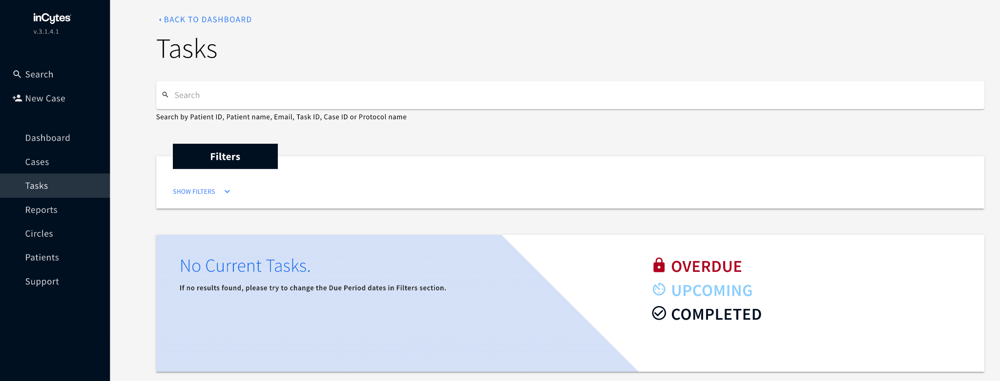 inCytes
v.3.1.4.1
Search
New Case
Dashboard
Cases
Tasks
Reports
Circles
Patients
Support
BACK TO DASHBOARD
Tasks
Search
Search by Patient ID, Patient name, Email, Task ID, Case ID or Protocol name
Filters
SHOW FILTERS
No Current Tasks.
If no results found, please try to change the Due Period dates in Filters section.
OVERDUE
UPCOMING
COMPLETED